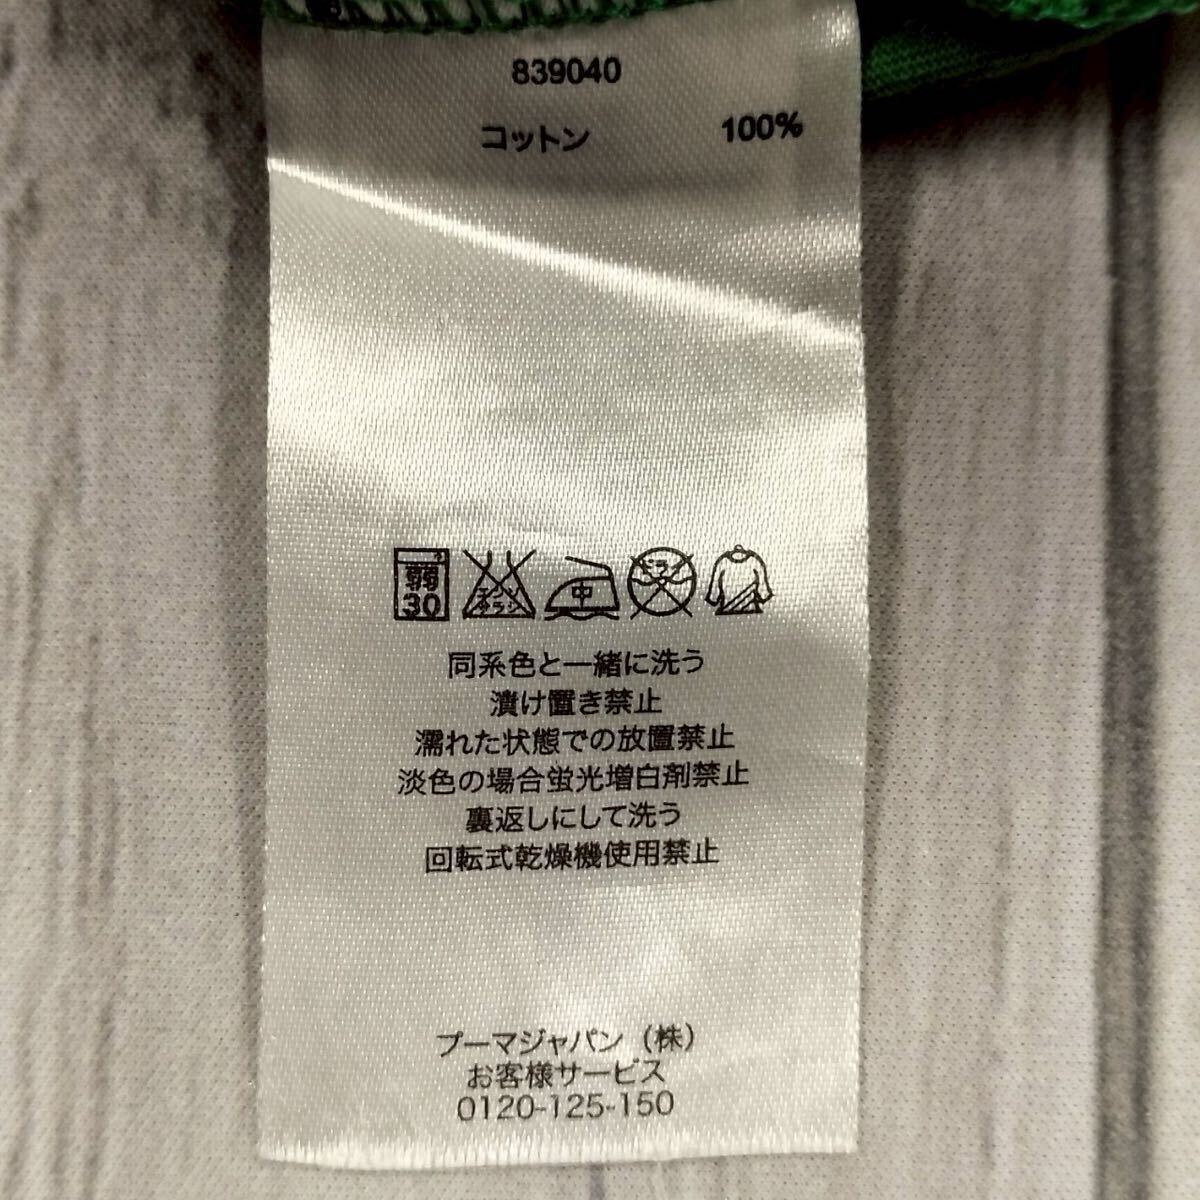 839040
コットン 100%
弱 エンソ 中 ドライ
30 サラシ
同系色と一緒に洗う
漬け置き禁止
濡れた状態での放置禁止
淡色の場合蛍光増白剤禁止
裏返しにして洗う
回転式乾燥機使用禁止
プーマジャパン（株）
お客様サービス
0120-125-150